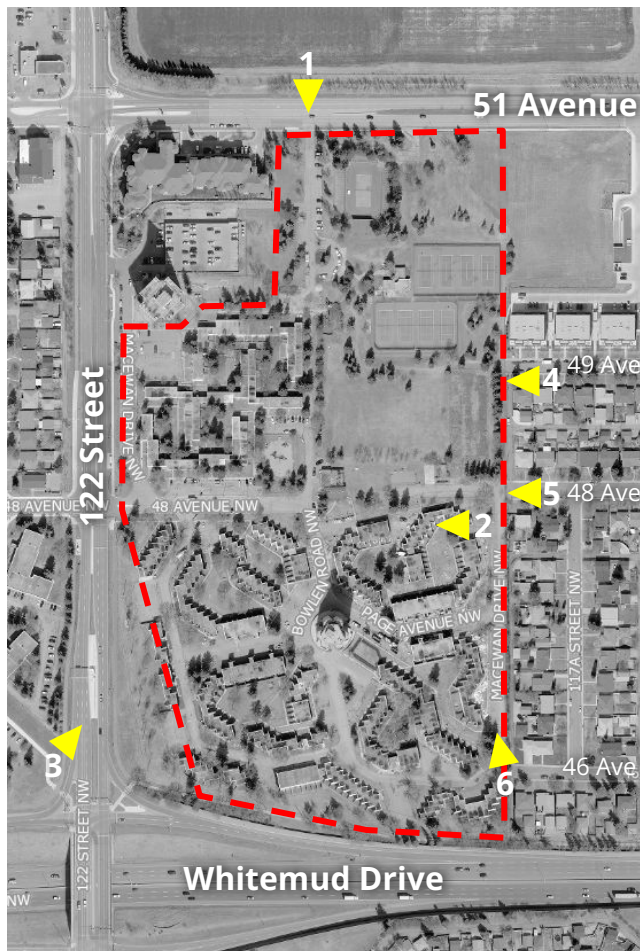 1
51 Avenue
MACEWAN DRIVE NW
49 Ave
4
122 Street
48 AVENUE NW
48 AVENUE NW
5
48 Ave
2
BOWLEN ROAD NW
PAGE AVENUE NW
MACEWAN DRIVE NW
117A STREET NW
3
6
46 Ave
122 STREET NW
Whitemud Drive
NW